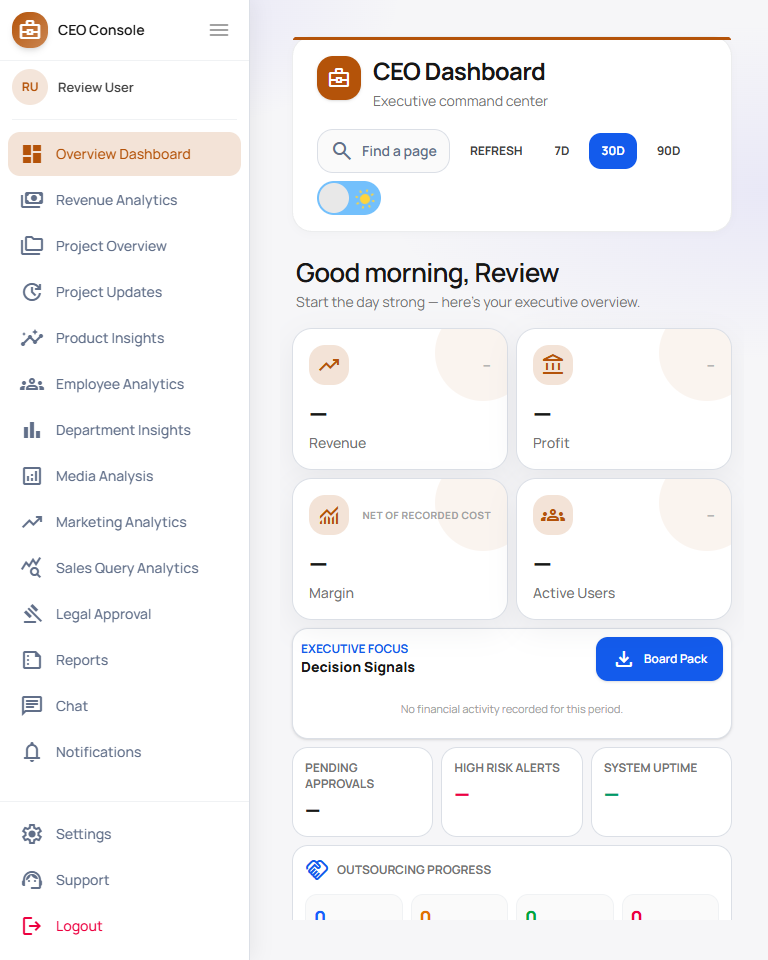 CEO Console
RU
Review User
Overview Dashboard
Revenue Analytics
Project Overview
Project Updates
Product Insights
Employee Analytics
Department Insights
Media Analysis
Marketing Analytics
Sales Query Analytics
Legal Approval
Reports
Chat
Notifications
Settings
Support
Logout
CEO Dashboard
Executive command center
Find a page
REFRESH
7D
30D
90D
Good morning, Review
Start the day strong — here's your executive overview.
–
—
Revenue
–
—
Profit
NET OF RECORDED COST
—
Margin
–
—
Active Users
EXECUTIVE FOCUS
Decision Signals
Board Pack
No financial activity recorded for this period.
PENDING
APPROVALS
—
HIGH RISK ALERTS
—
SYSTEM UPTIME
—
OUTSOURCING PROGRESS
0
0
0
0